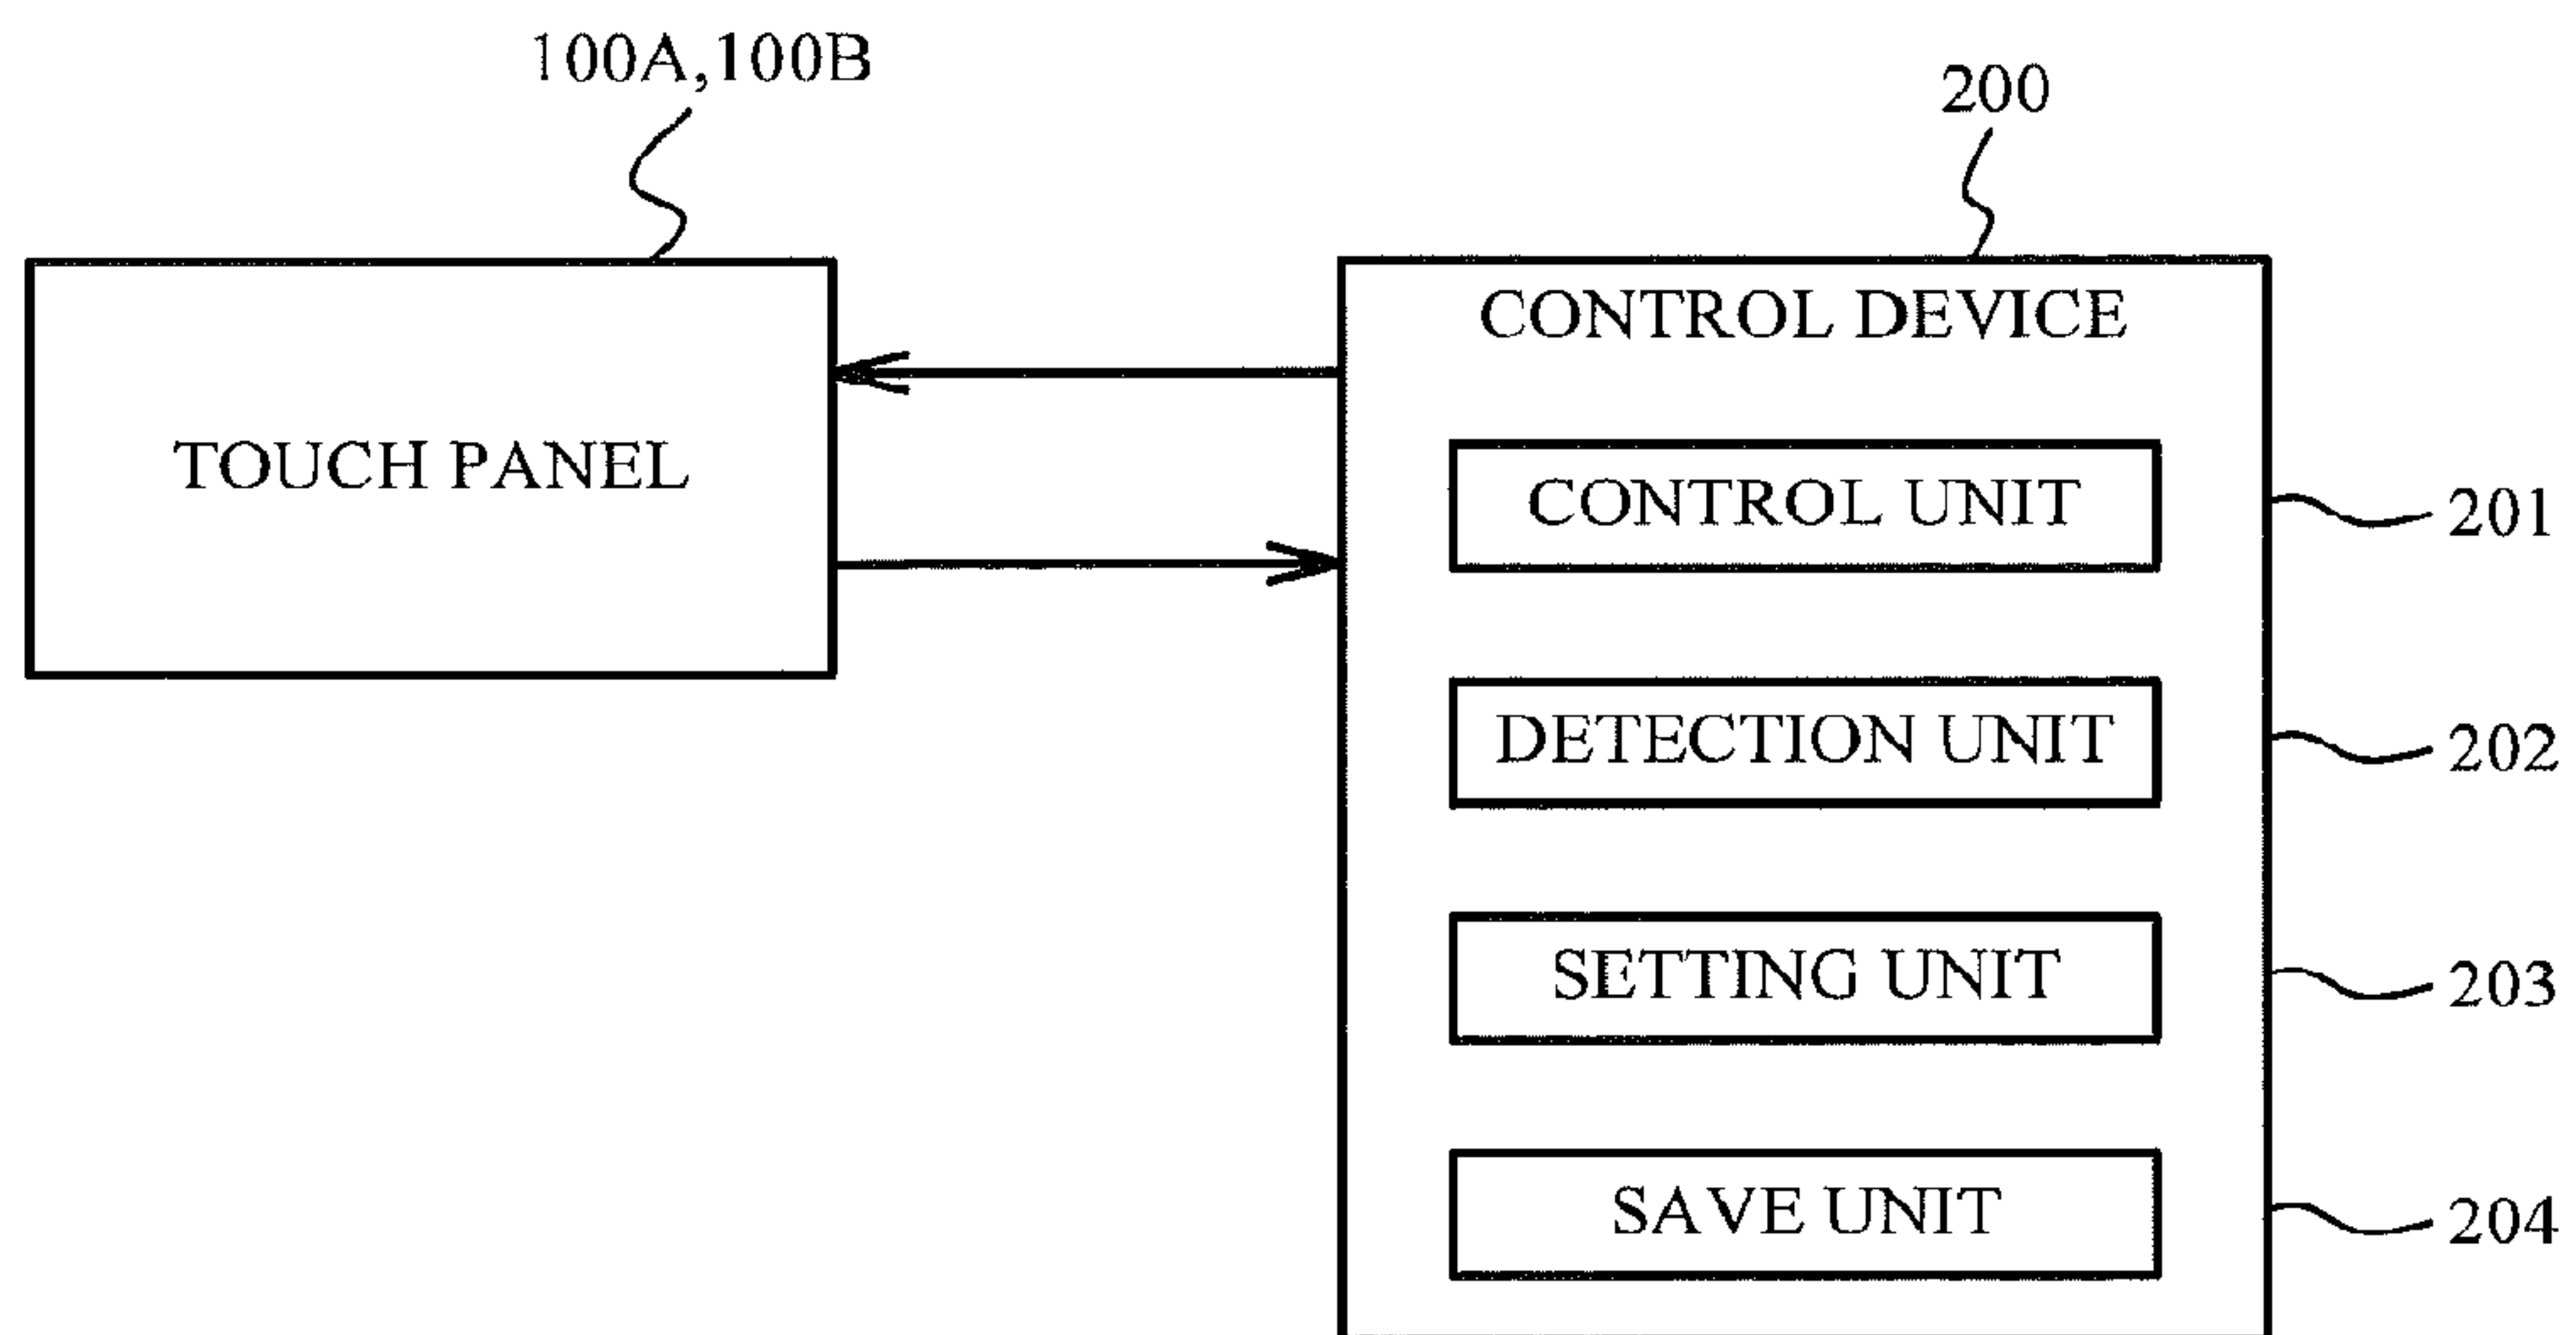 100A,100B
200
TOUCH PANEL
CONTROL DEVICE
CONTROL UNIT
201
DETECTION UNIT
202
SETTING UNIT
203
SAVE UNIT
204